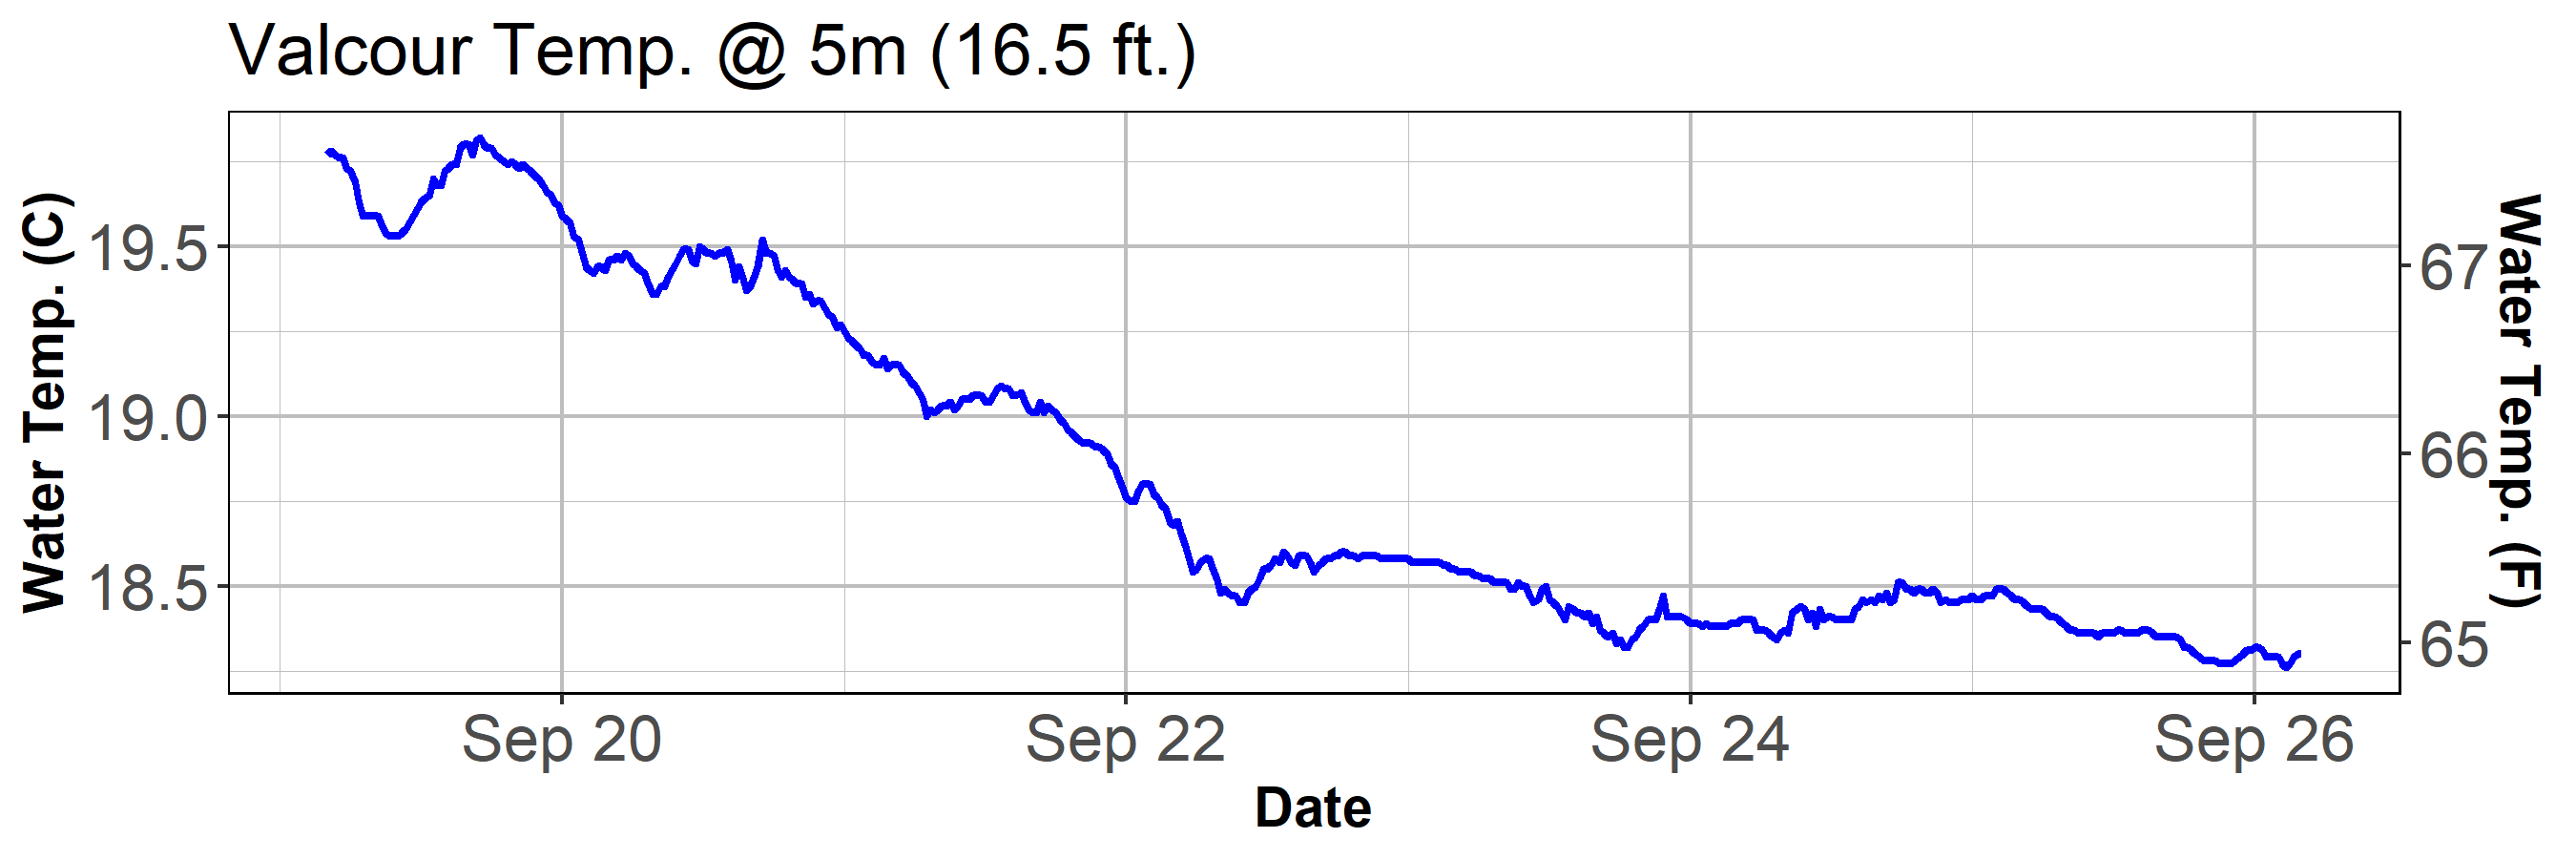 Valcour Temp. @ 5m (16.5 ft.)
Water Temp. (C)
19.5
19.0
18.5
67
66
65
Water Temp. (F)
Sep 20 Sep 22 Sep 24 Sep 26
Date